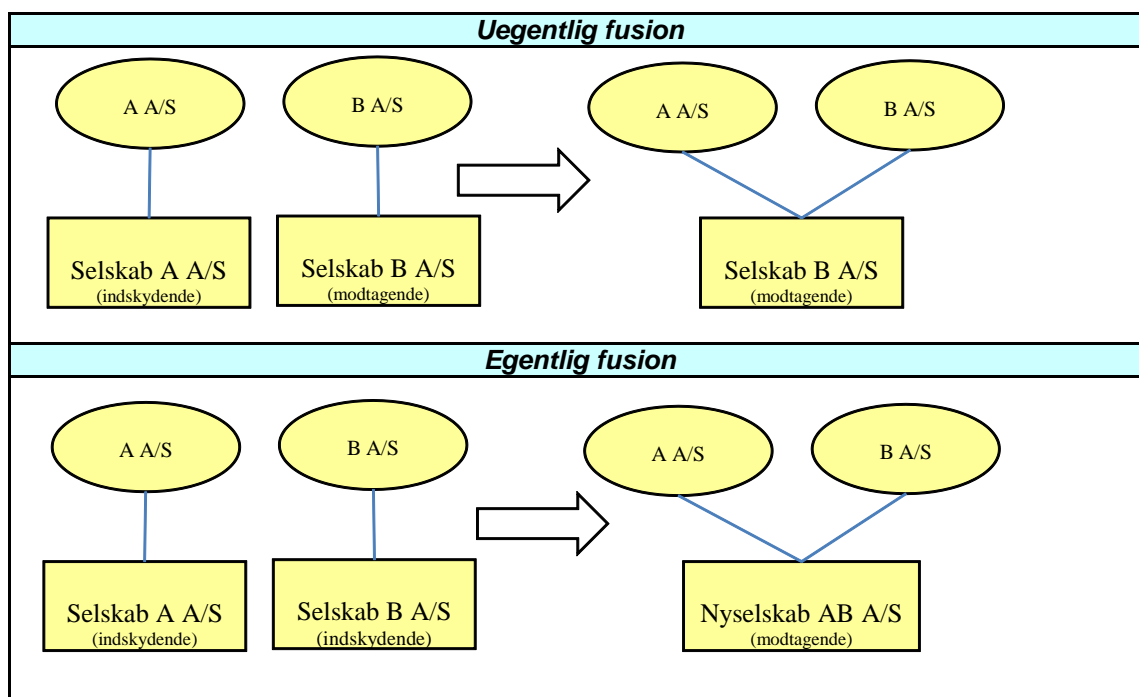 Uegentlig fusion
A A/S
B A/S
A A/S
B A/S
Selskab A A/S
(indskydende)
Selskab B A/S
(modtagende)
Selskab B A/S
(modtagende)
Egentlig fusion
A A/S
B A/S
A A/S
B A/S
Selskab A A/S
(indskydende)
Selskab B A/S
(indskydende)
Nyselskab AB A/S
(modtagende)